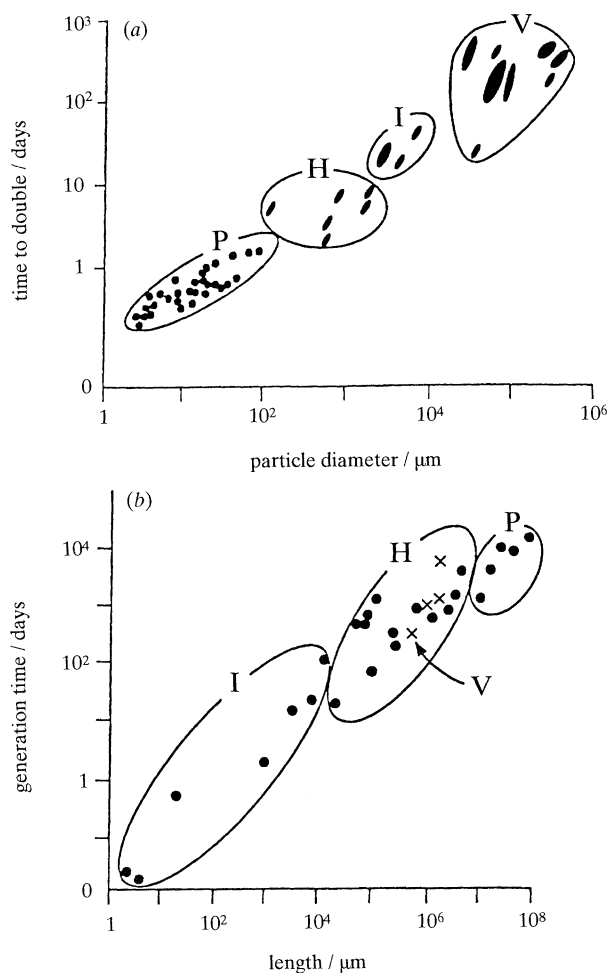 (a)
10³
10²
10
1
0
time to double / days
P
H
I
V
1
10²
10⁴
10⁶
particle diameter / μm
(b)
10⁴
10²
1
0
generation time / days
I
H
P
V
1
10²
10⁴
10⁶
10⁸
length / μm